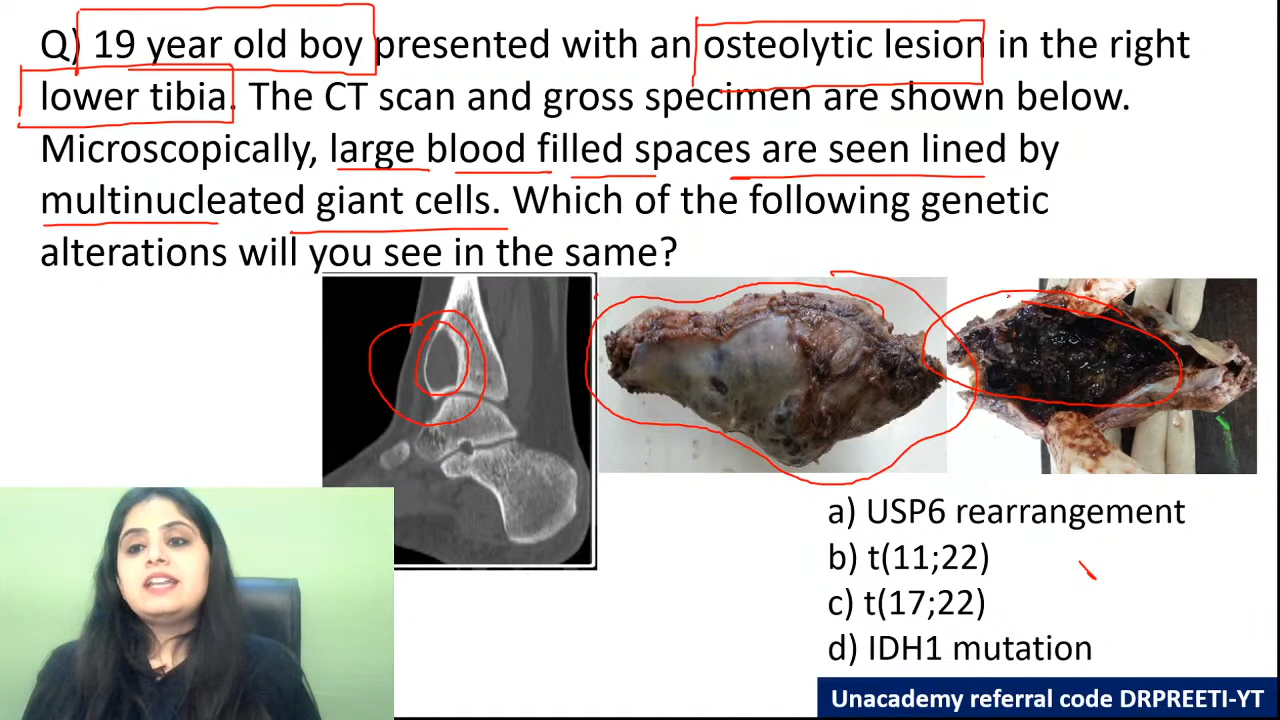 Q) 19 year old boy presented with an osteolytic lesion in the right
lower tibia. The CT scan and gross specimen are shown below.
Microscopically, large blood filled spaces are seen lined by
multinucleated giant cells. Which of the following genetic
alterations will you see in the same?
a) USP6 rearrangement
b) t(11;22)
c) t(17;22)
d) IDH1 mutation
Unacademy referral code DRPREETI-YT